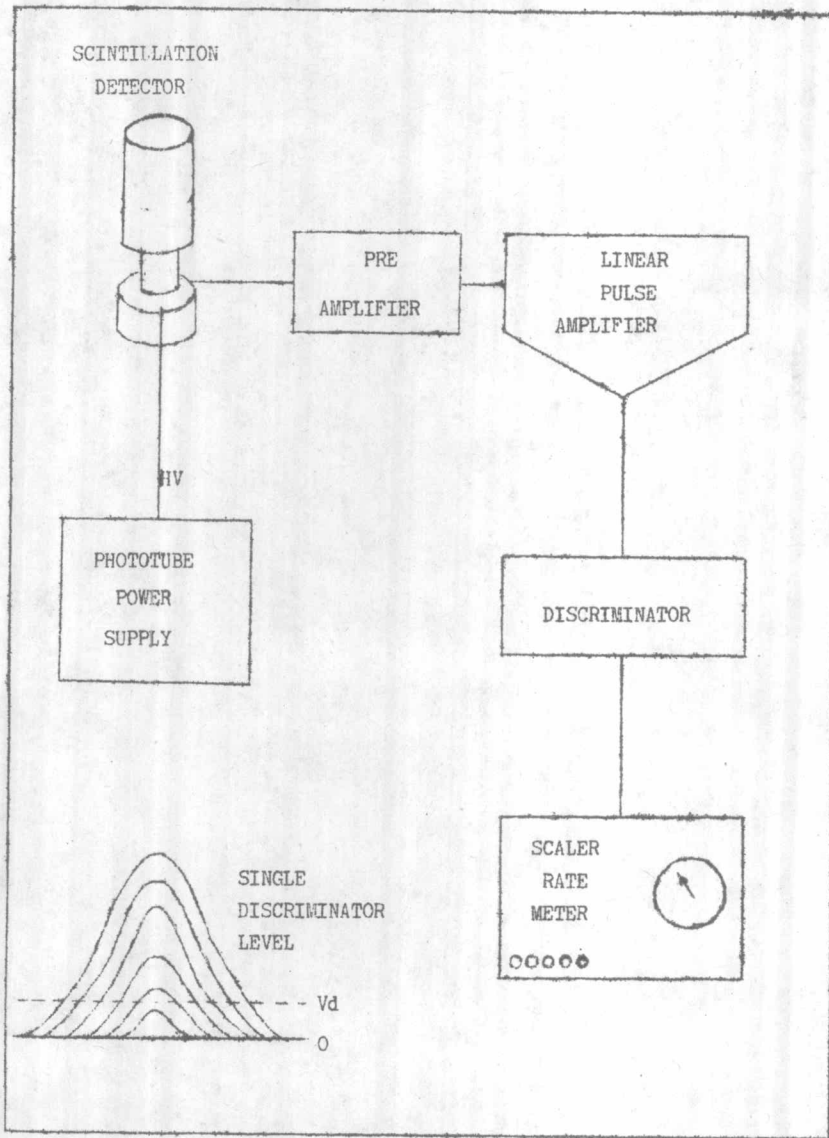 SCINTILLATION
DETECTOR
PRE
AMPLIFIER
LINEAR
PULSE
AMPLIFIER
HV
PHOTOTUBE
POWER
SUPPLY
DISCRIMINATOR
SCALER
RATE
METER
SINGLE
DISCRIMINATOR
LEVEL
Vd
0